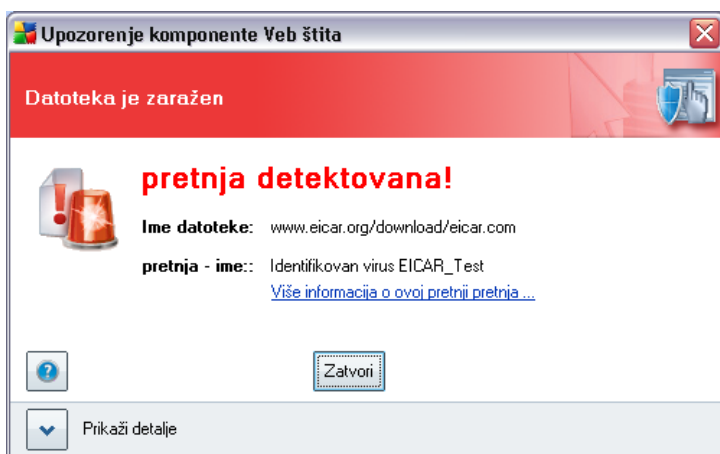 Upozorenje komponente Veb štita
Datoteka je zaražen
pretnja detektovana!
Ime datoteke: www.eicar.org/download/eicar.com
pretnja - ime:: Identifikovan virus EICAR_Test
Više informacija o ovoj pretnji pretnja ...
Zatvori
Prikaži detalje